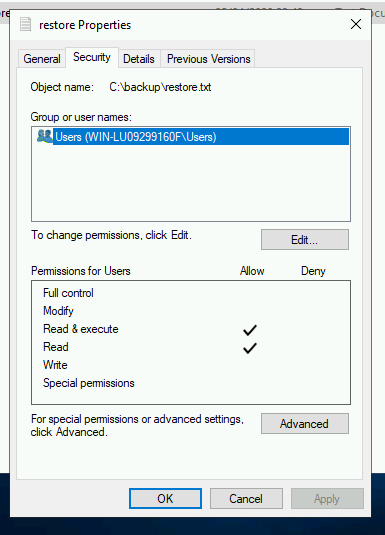 restore Properties
General Security Details Previous Versions
Object name: C:\backup\restore.txt
Group or user names:
Users (WIN-LU09299160F\Users)
To change permissions, click Edit.
Edit...
Permissions for Users Allow Deny
Full control
Modify
Read & execute
Read
Write
Special permissions
For special permissions or advanced settings,
click Advanced.
Advanced
OK Cancel Apply